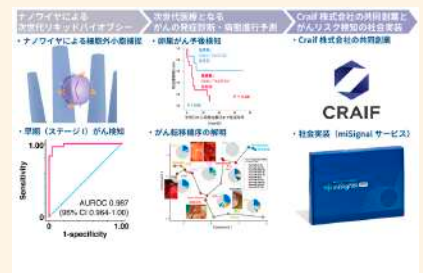 ナノワイヤによる
次世代リキッドバイオプシー
・ナノワイヤによる細胞外小胞捕捉
・早期（ステージ I）がん検知
1.00
Sensitivity
0
AUROC 0.987
(95% CI 0.964-1.00)
0
1.00
1-specificity
次世代医療となる
がんの発症診断・病態進行予測
・卵巣がん予後検知
・がん転移機序の解明
Craif 株式会社の共同創業と
がんリスク検知の社会実装
・Craif 株式会社の共同創業
CRAIF
・社会実装（miSignal サービス）
miSignal